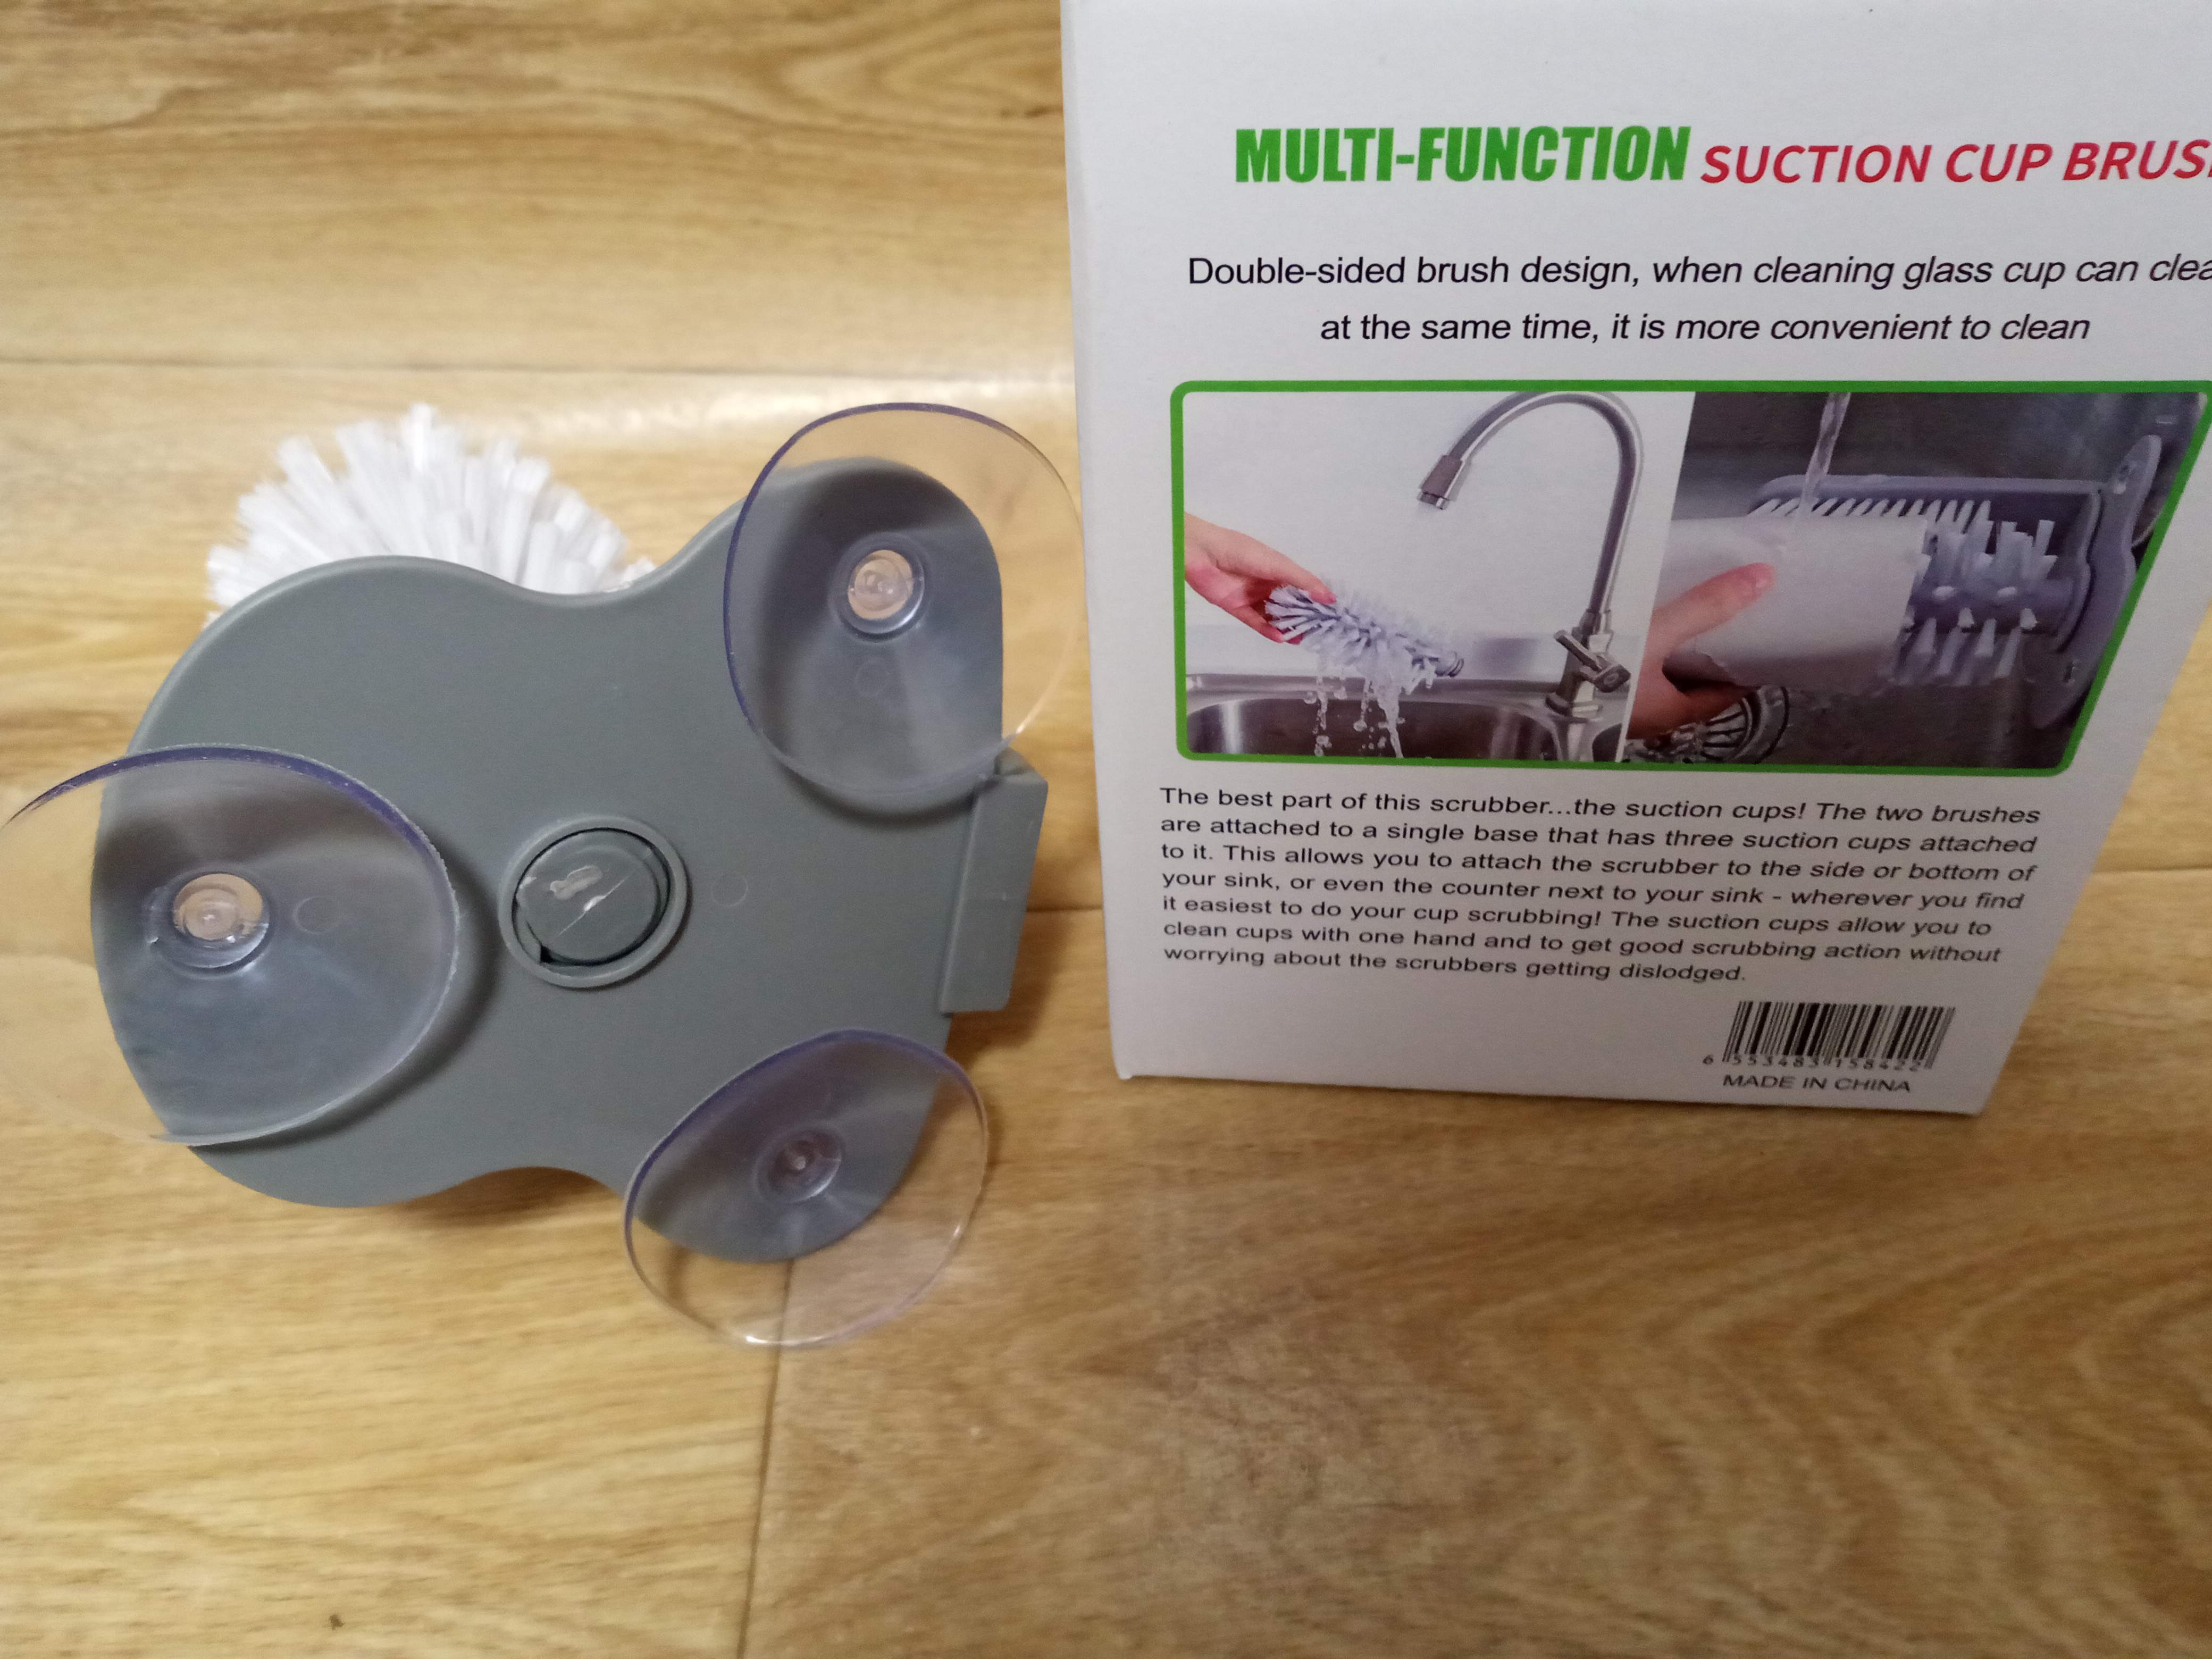 MULTI-FUNCTION SUCTION CUP
Double-sided brush design, when cleaning glass cup can
at the same time, it is more convenient to clean
The best part of this scrubber...the suction cups! The two brushes
are attached to a single base that has three suction cups attached
to it. This allows you to attach the scrubber to the side or bottom of
your sink, or even the counter next to your sink - wherever you find
it easiest to do your cup scrubbing! The suction cups allow you to
clean cups with one hand and to get good scrubbing action without
worrying about the scrubbers getting dislodged.
6 553483 158422
MADE IN CHINA